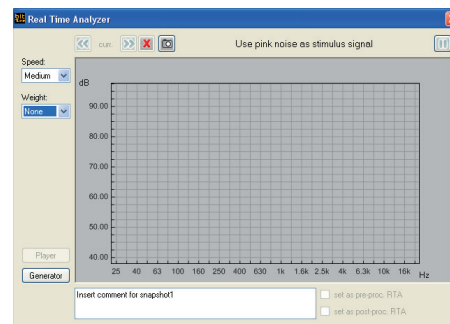 bit Real Time Analyzer
curr. X Use pink noise as stimulus signal
Speed:
Medium
Weight:
None
dB
90.00
80.00
70.00
60.00
50.00
40.00
25 40 63 100 160 250 400 630 1k 1.6k 2.5k 4k 6.3k 10k 16k Hz
Player
Generator
Insert comment for snapshot1
set as pre-proc. RTA
set as post-proc. RTA